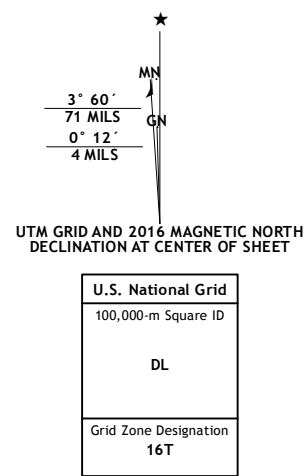 ★
MN
3° 60´
71 MILS
GN
0° 12´
4 MILS
UTM GRID AND 2016 MAGNETIC NORTH
DECLINATION AT CENTER OF SHEET
U.S. National Grid
100,000-m Square ID
DL
Grid Zone Designation
16T